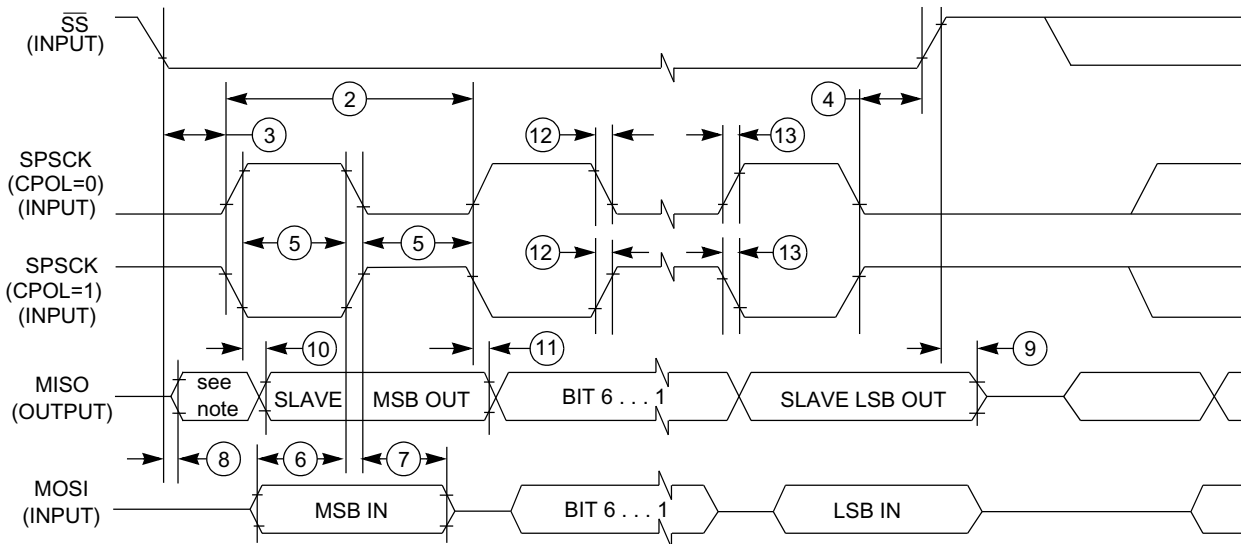 SS
(INPUT)
2
4
3
12
13
SPSCK
(CPOL=0)
(INPUT)
5
5
SPSCK
(CPOL=1)
(INPUT)
12
13
10
11
9
MISO
(OUTPUT)
see
note
SLAVE
MSB OUT
BIT 6 . . . 1
SLAVE LSB OUT
8
6
7
MOSI
(INPUT)
MSB IN
BIT 6 . . . 1
LSB IN